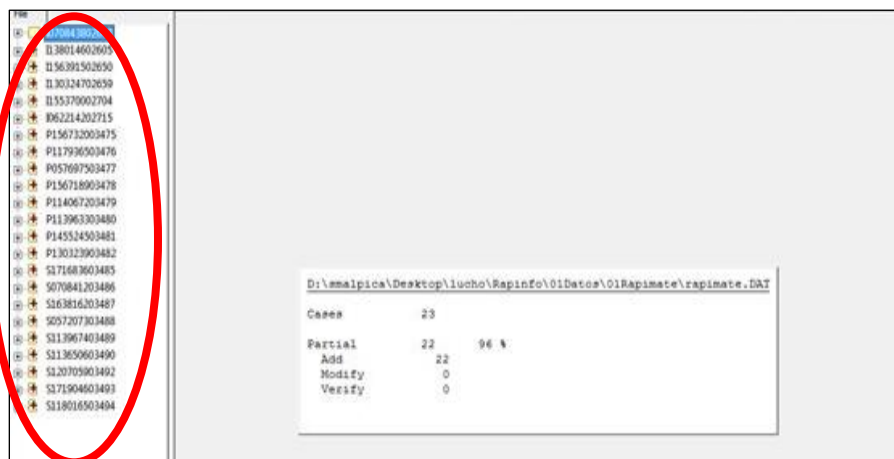 File
I138014602605
I156391502650
I130324702659
I155370002704
I062214202715
P156732003475
P117936503476
P057697503477
P156718903478
P114067203479
P113963303480
P145524503481
P130323903482
S171683603485
S070841203486
S163816203487
S057207303488
S113967403489
S113650603490
S120705903492
S171904603493
S118016503494
D:\smalpica\Desktop\lucho\Rapinfo\01Datos\01Rapimate\rapimate.DAT
Cases 23
Partial 22 96 %
Add 22
Modify 0
Verify 0